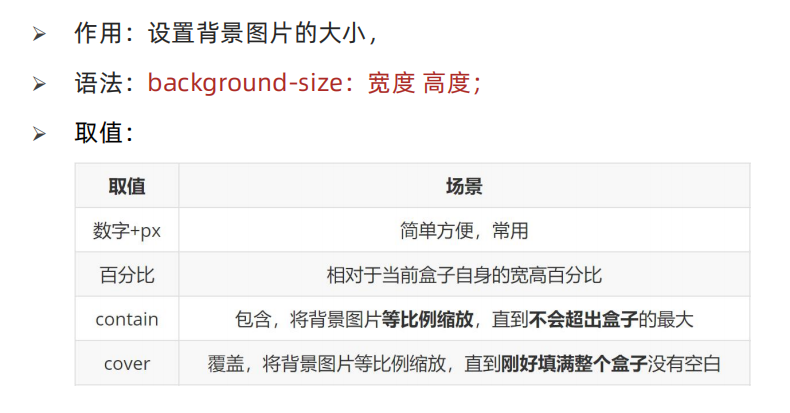 作用：设置背景图片的大小，
语法：background-size：宽度 高度；
取值：
取值 场景
数字+px 简单方便，常用
百分比 相对于当前盒子自身的宽高百分比
contain 包含，将背景图片等比例缩放，直到不会超出盒子的最大
cover 覆盖，将背景图片等比例缩放，直到刚好填满整个盒子没有空白